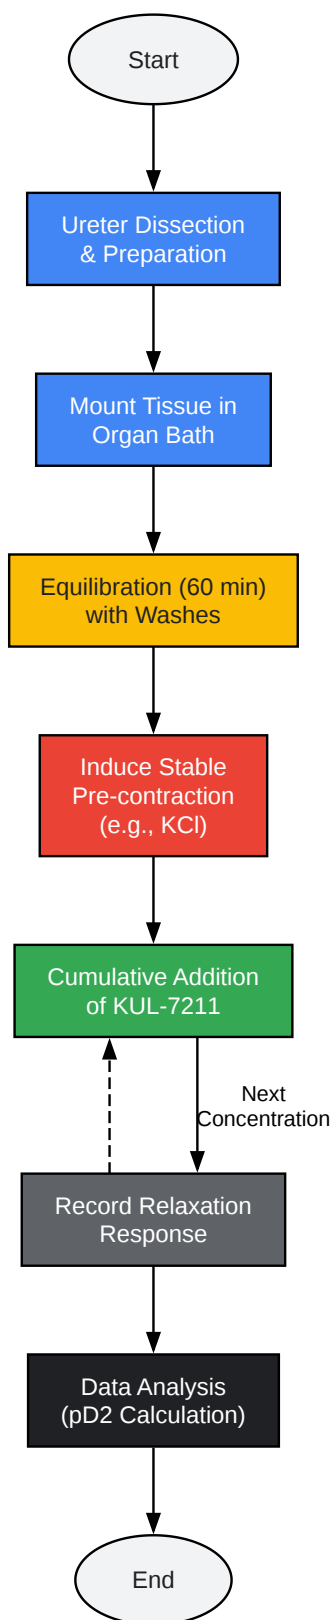 Start
Ureter Dissection
& Preparation
Mount Tissue in
Organ Bath
Equilibration (60 min)
with Washes
Induce Stable
Pre-contraction
(e.g., KCl)
Cumulative Addition
of KUL-7211
Next
Concentration
Record Relaxation
Response
Data Analysis
(pD2 Calculation)
End